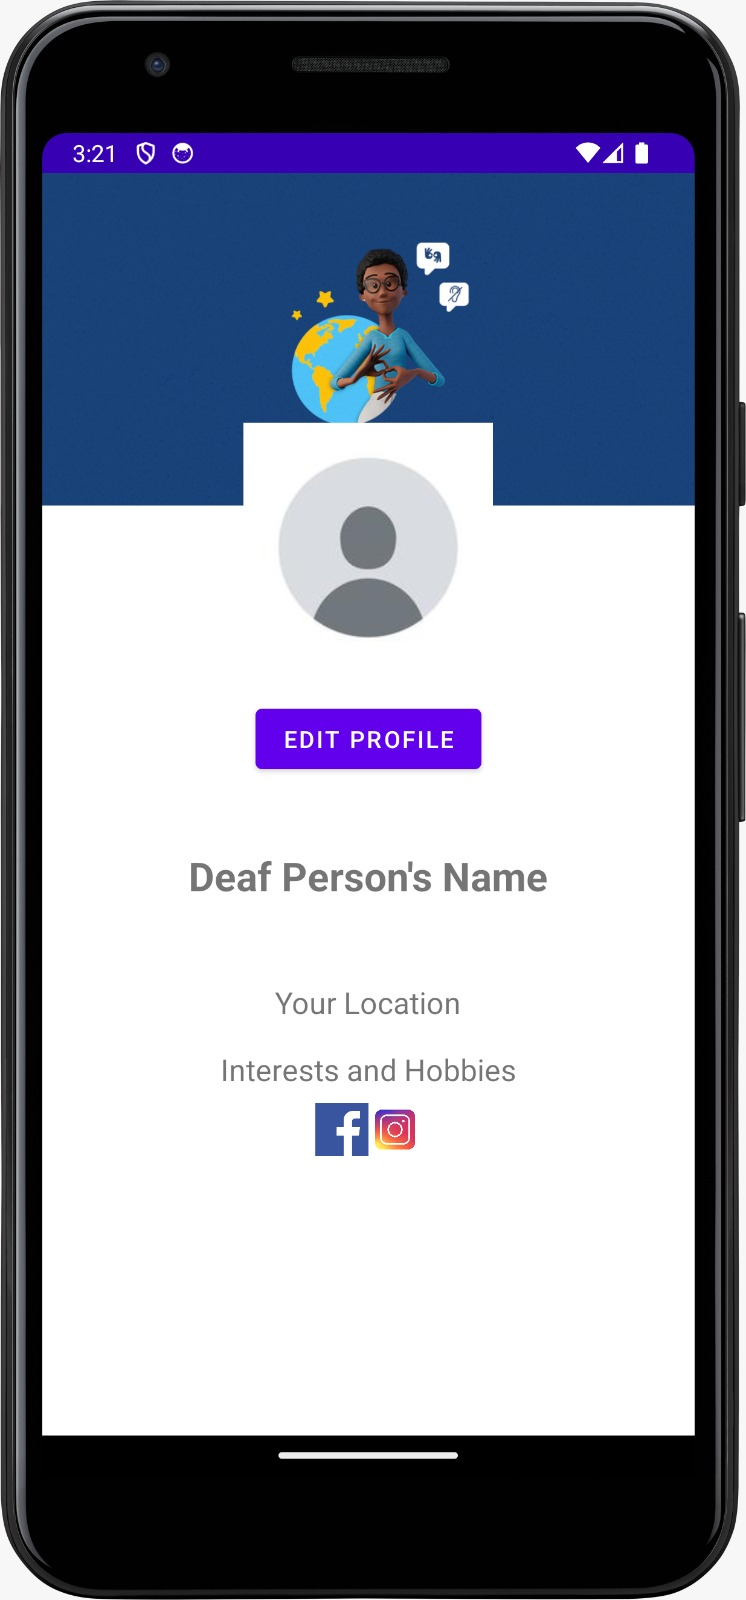 3:21
EDIT PROFILE
Deaf Person's Name
Your Location
Interests and Hobbies